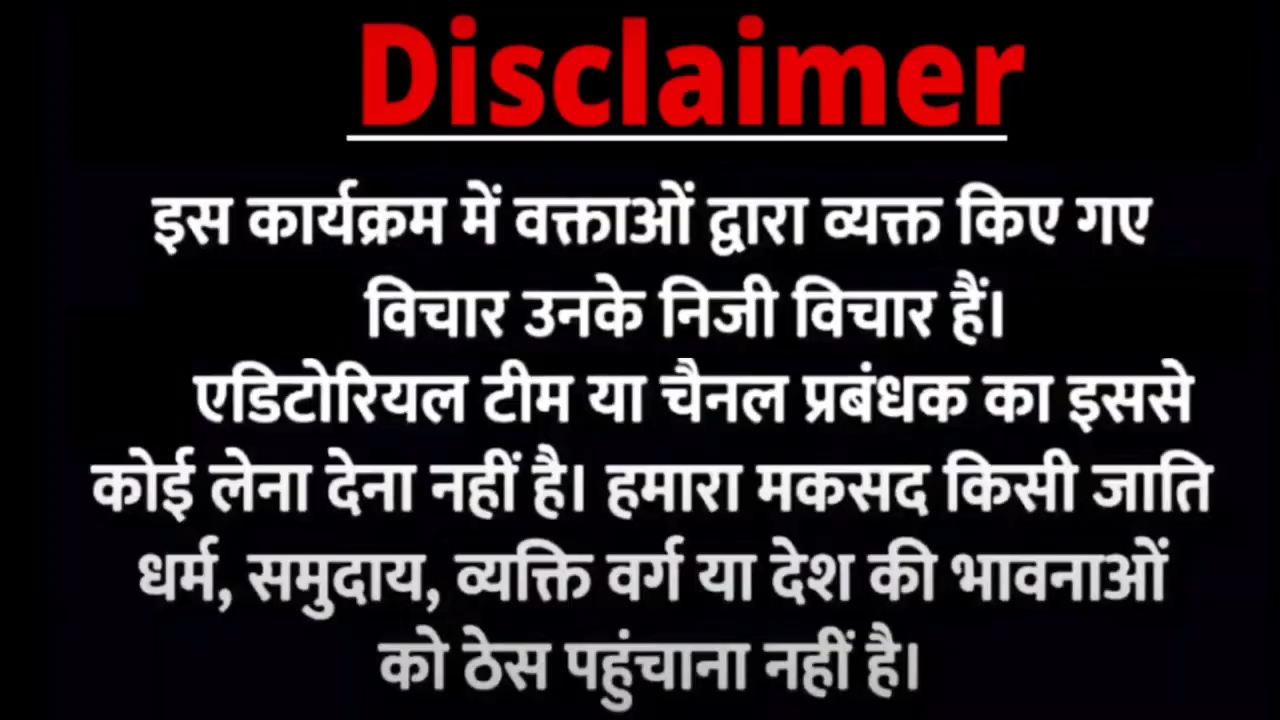 Disclaimer
इस कार्यक्रम में वक्ताओं द्वारा व्यक्त किए गए
विचार उनके निजी विचार हैं।
एडिटोरियल टीम या चैनल प्रबंधक का इससे
कोई लेना देना नहीं है। हमारा मकसद किसी जाति
धर्म, समुदाय, व्यक्ति वर्ग या देश की भावनाओं
को ठेस पहुंचाना नहीं है।